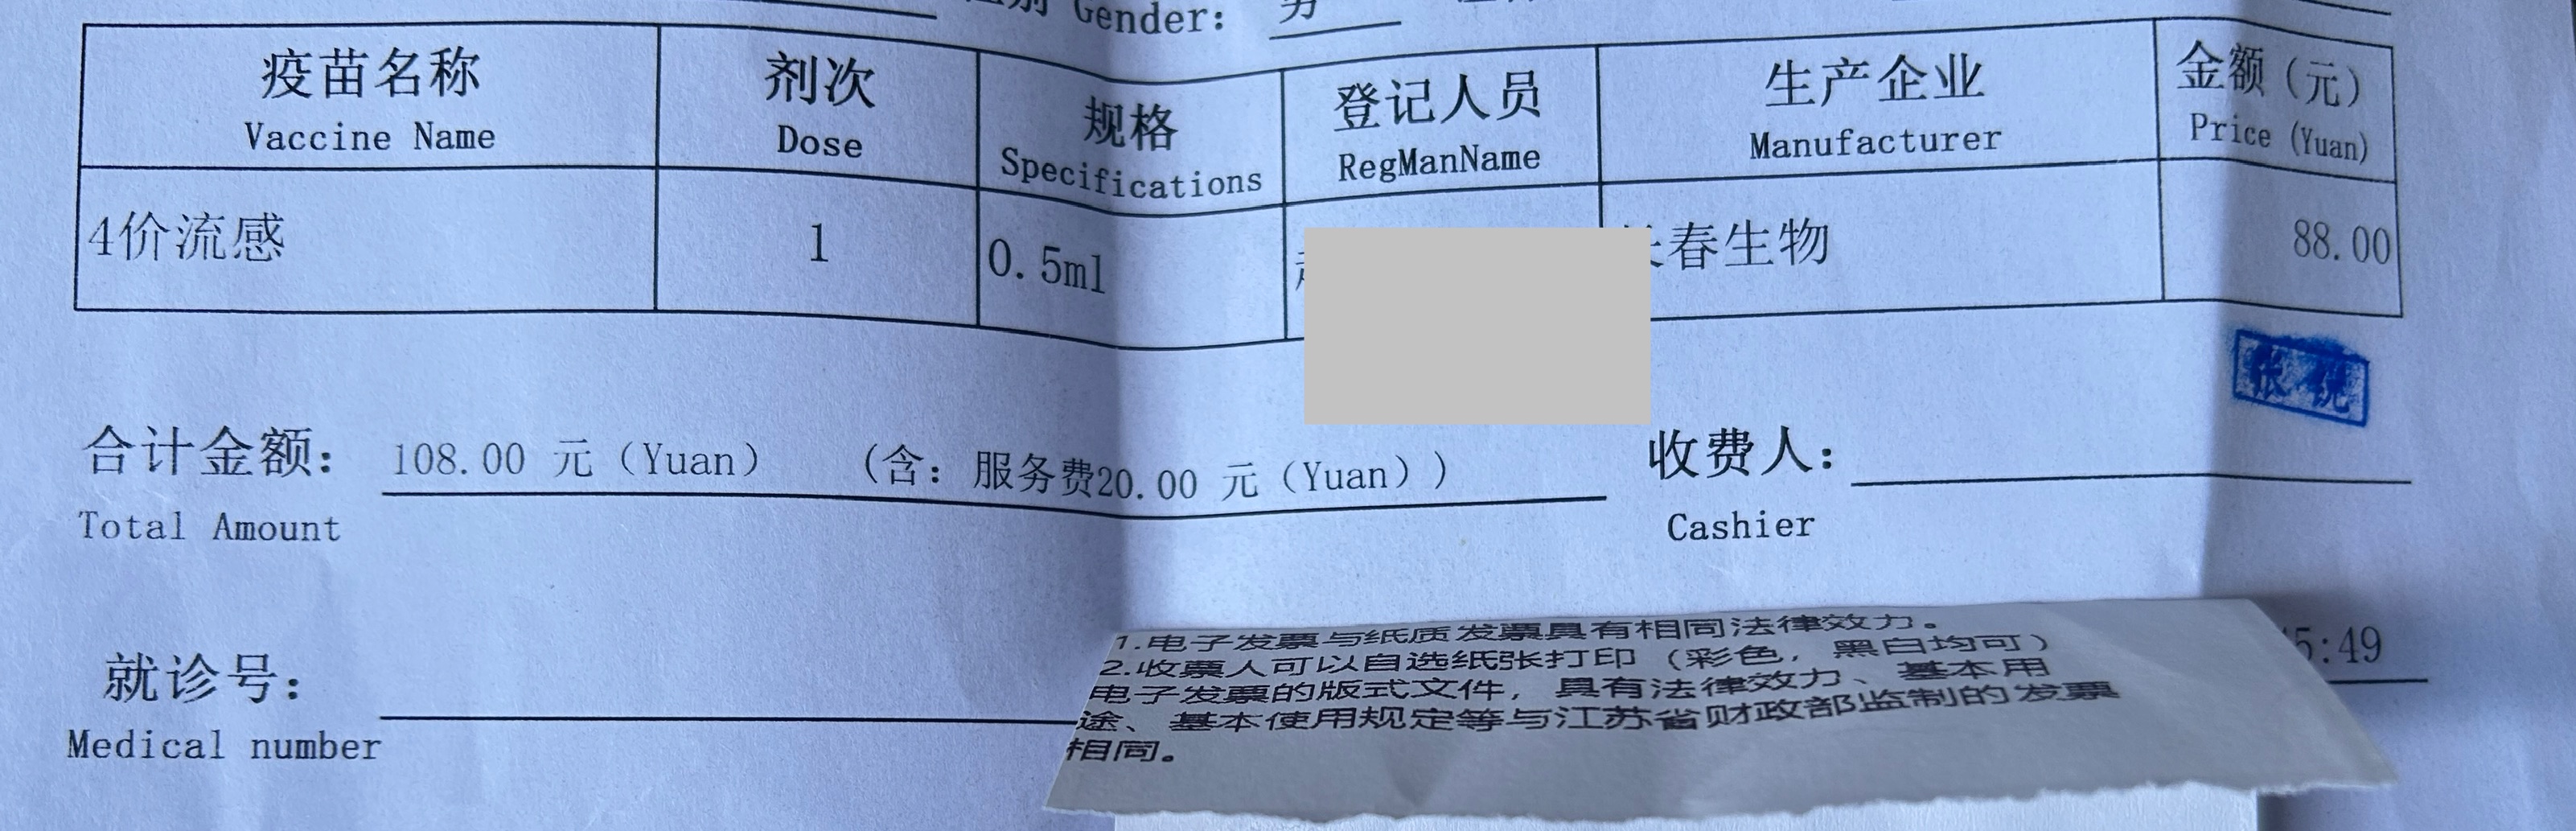 Gender: 男
疫苗名称 剂次 规格 登记人员 生产企业 金额（元）
Vaccine Name Dose Specifications RegManName Manufacturer Price (Yuan)
4价流感 1 0.5ml 春生物 88.00
合计金额： 108.00 元（Yuan） （含：服务费20.00 元（Yuan）） 收费人：
Total Amount Cashier
就诊号： 5:49
Medical number
1.电子发票与纸质发票具有相同法律效力。
2.收票人可以自选纸张打印（彩色，黑白均可）
电子发票的版式文件，具有法律效力、基本用
途、基本使用规定等与江苏省财政部监制的发票
相同。